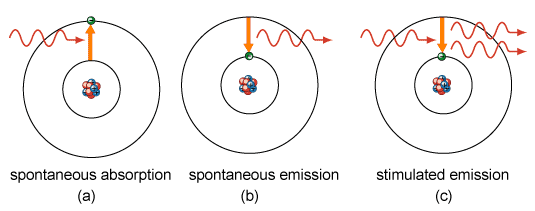 spontaneous absorption
(a)
spontaneous emission
(b)
stimulated emission
(c)